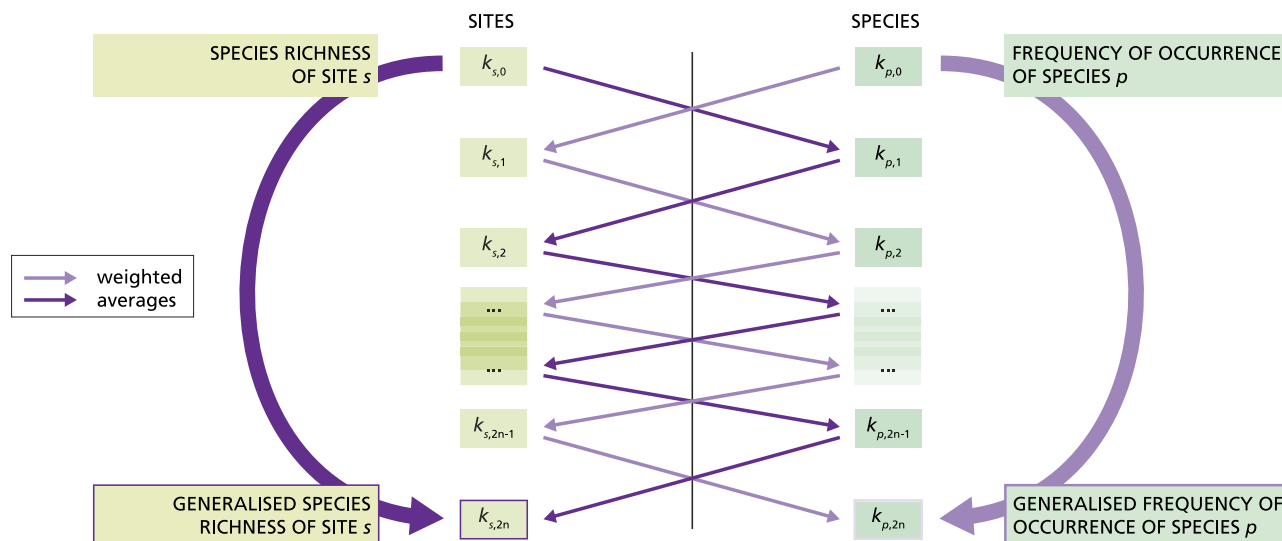 SITES
SPECIES
SPECIES RICHNESS
OF SITE s
k s,0
k p,0
FREQUENCY OF OCCURRENCE
OF SPECIES p
k s,1
k p,1
k s,2
k p,2
weighted
averages
...
...
...
...
k s,2n-1
k p,2n-1
GENERALISED SPECIES
RICHNESS OF SITE s
k s,2n
k p,2n
GENERALISED FREQUENCY OF
OCCURRENCE OF SPECIES p